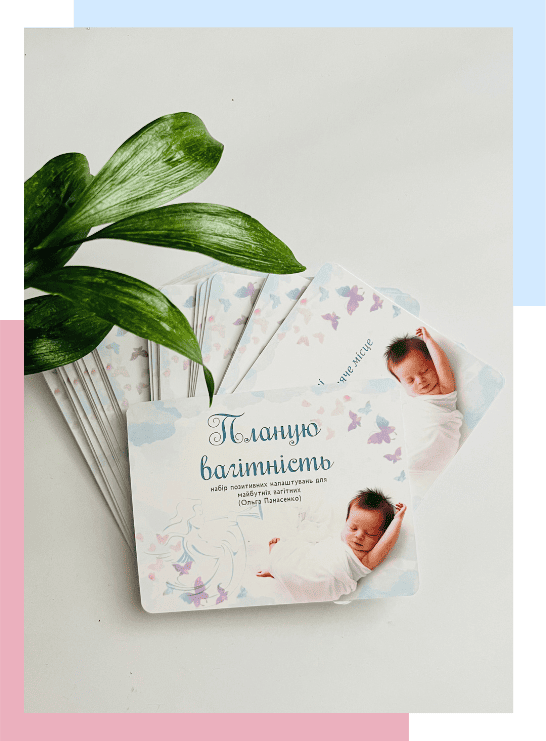 Планую
вагітність
набір позитивних налаштувань для
майбутніх вагітних
(Ольга Панасенко)
місце